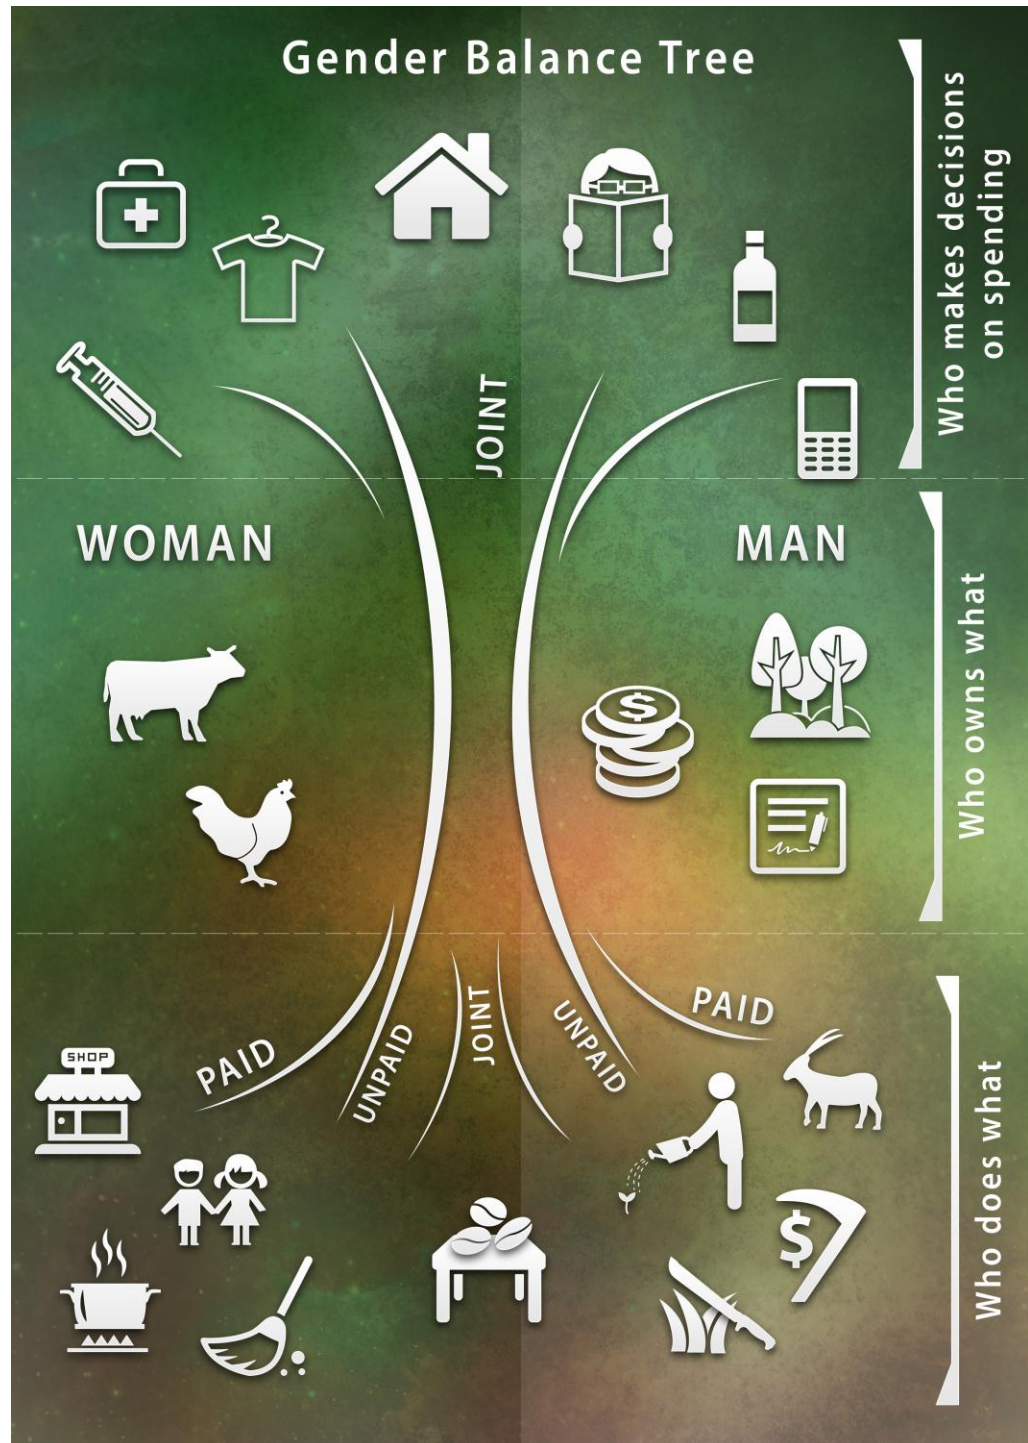 Gender Balance Tree
Who makes decisions
on spending
JOINT
WOMAN
MAN
$
Who owns what
PAID
UNPAID
JOINT
UNPAID
PAID
SHOP
$
Who does what